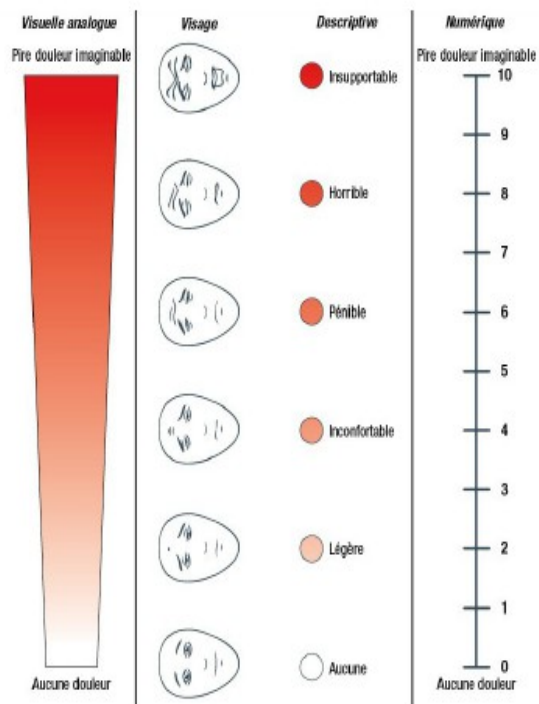 Visuelle analogue
Pire douleur imaginable
Aucune douleur
Visage
Descriptive
Insupportable
Horrible
Pénible
Inconfortable
Légère
Aucune
Numérique
Pire douleur imaginable
10
9
8
7
6
5
4
3
2
1
0
Aucune douleur